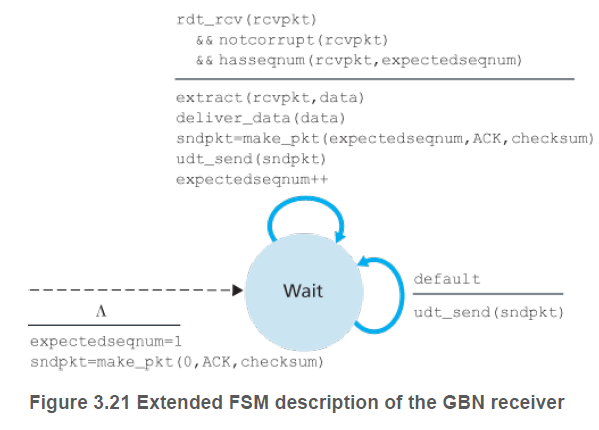 rdt_rcv(rcvpkt)
&& notcorrupt(rcvpkt)
&& hasseqnum(rcvpkt,expectedseqnum)
extract(rcvpkt,data)
deliver_data(data)
sndpkt=make_pkt(expectedseqnum,ACK,checksum)
udt_send(sndpkt)
expectedseqnum++
Wait
default
udt_send(sndpkt)
Λ
expectedseqnum=1
sndpkt=make_pkt(0,ACK,checksum)
Figure 3.21 Extended FSM description of the GBN receiver